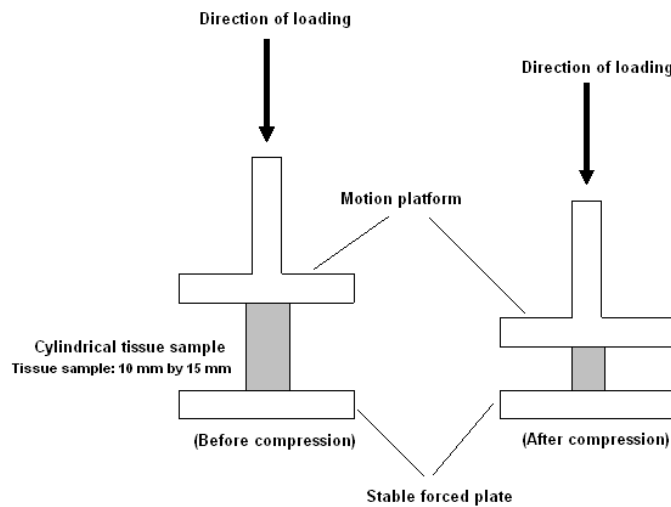 Direction of loading
Direction of loading
Motion platform
Cylindrical tissue sample
Tissue sample: 10 mm by 15 mm
(Before compression)
(After compression)
Stable forced plate